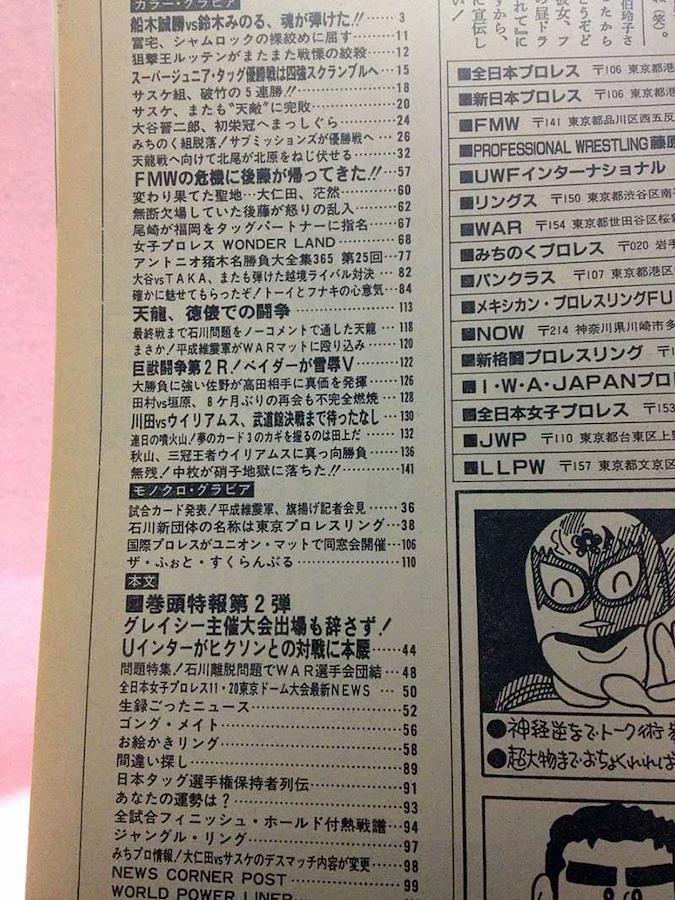 カラー・グラビア
船木誠勝vs鈴木みのる、魂が弾けた!!……3
冨宅、シャムロックの裸絞めに屈す……11
狙撃王ルッテンがまたまた戦慄の絞殺……12
スーパージュニア・タッグ優勝戦は四強スクランブルへ…15
サスケ組、破竹の5連勝!!……18
サスケ、またも“天敵”に完敗……20
大谷晋二郎、初栄冠へまっしぐら……24
みちのく組脱落!サブミッションズが優勝戦へ…26
天龍戦へ向けて北尾が北原をねじ伏せる……32
FMWの危機に後藤が帰ってきた!!…57
変わり果てた聖地…大仁田、茫然……60
無断欠場していた後藤が怒りの乱入……62
尾崎が福岡をタッグパートナーに指名……67
女子プロレス WONDER LAND……68
アントニオ猪木名勝負大全集365 第25回…77
大谷vsTAKA、またも弾けた越境ライバル対決…82
確かに魅せてもらったぞ!トーイとフナキの心意気…84
天龍、徳俵での闘争……113
最終戦まで石川問題をノーコメントで通した天龍…118
まさか!平成維震軍がWARマットに殴り込み…120
巨獣闘争第2R!ベイダーが雪辱V……122
大勝負に強い佐野が高田相手に真価を発揮…126
田村vs垣原、8ケ月ぶりの再会も不完全燃焼…128
川田vsウイリアムス、武道館決戦まで待ったなし…130
連日の噴火山!夢のカード3のカギを握るのは田上だ…132
秋山、三冠王者ウイリアムスに真っ向勝負…136
無残!中枚が硝子地獄に落ちた!!……141
モノクロ・グラビア
試合カード発表!平成維震軍、旗揚げ記者会見…36
石川新団体の名称は東京プロレスリング…38
国際プロレスがユニオン・マットで同窓会開催…106
ザ・ふぉと・すくらんぶる……110
本文
巻頭特報第2弾
グレイシー主催大会出場も辞さず!
Uインターがヒクソンとの対戦に本腰……44
問題特集!石川離脱問題でWAR選手会団結…48
全日本女子プロレス11・20東京ドーム大会最新NEWS…50
生録ごったニュース……52
ゴング・メイト……56
お絵かきリング……58
間違い探し……89
日本タッグ選手権保持者列伝……91
あなたの運勢は?……93
全試合フィニッシュ・ホールド付熱戦譜…94
ジャングル・リング……97
みちプロ情報!大仁田vsサスケのデスマッチ内容が変更…98
NEWS CORNER POST……99
WORLD POWER LINER
伯玲子さ
(笑。
■全日本プロレス 〒106 東京都港
■新日本プロレス 〒106 東京都港
■FMW 〒141 東京都品川区西五反
■PROFESSIONAL WRESTLING藤原
■UWFインターナショナル
■リングス 〒150 東京都渋谷区南
■WAR 〒154 東京都世田谷区桜
■みちのくプロレス 〒020 岩手
■パンクラス 〒107 東京都港区
■メキシカン・プロレスリングFU
■NOW 〒214 神奈川県川崎市多
■新格闘プロレスリング 〒1
■I・W・A・JAPANプロ
■全日本女子プロレス 〒153
■JWP 〒110 東京都台東区上野
■LLPW 〒157 東京都文京区
●神経逆なでトーク術
●超大物までおちょくれれば